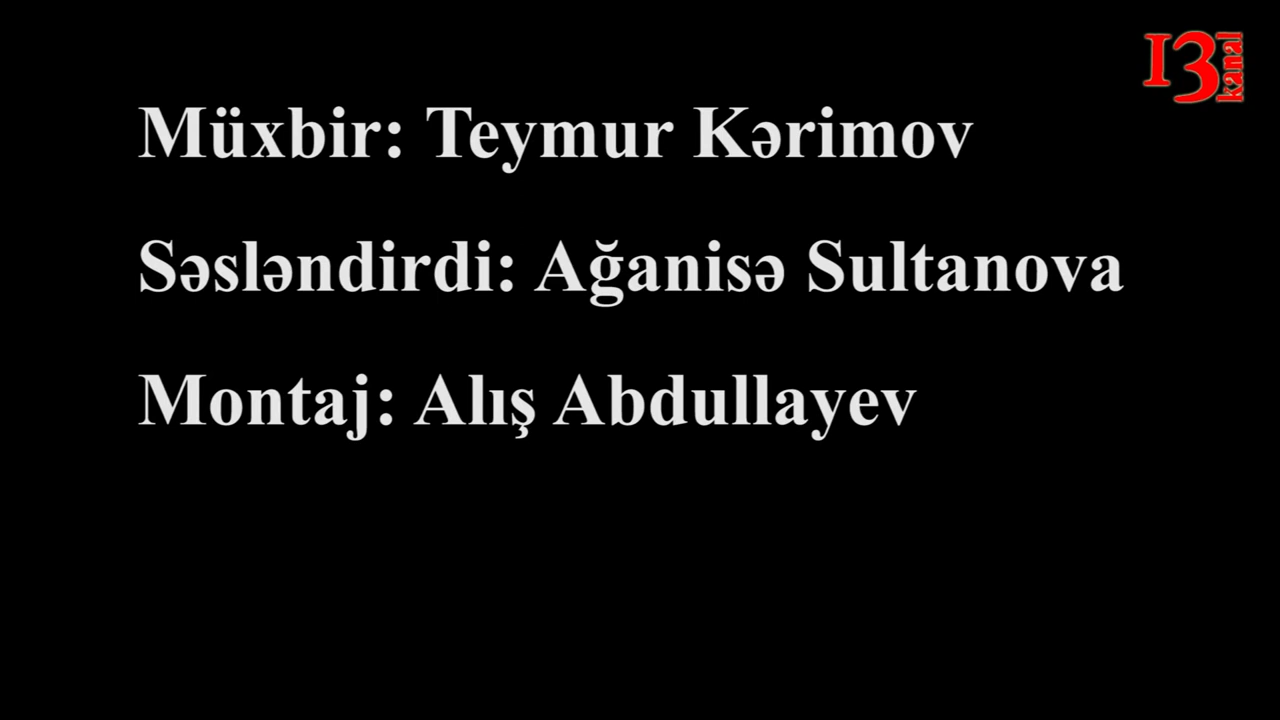 13 kanal
Müxbir: Teymur Kərimov
Səsləndirdi: Ağanisə Sultanova
Montaj: Alış Abdullayev